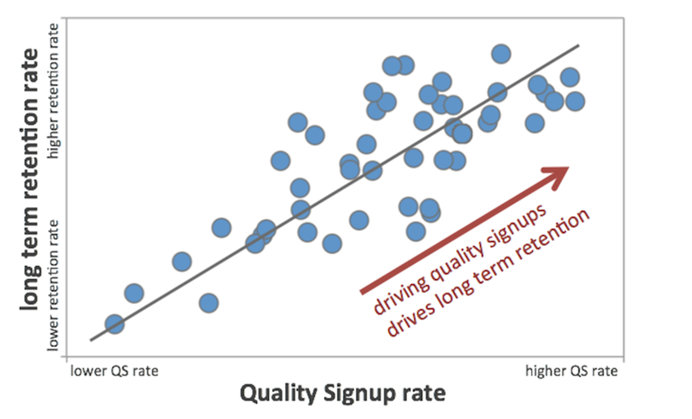 long term retention rate
higher retention rate
lower retention rate
driving quality signups
drives long term retention
lower QS rate
higher QS rate
Quality Signup rate